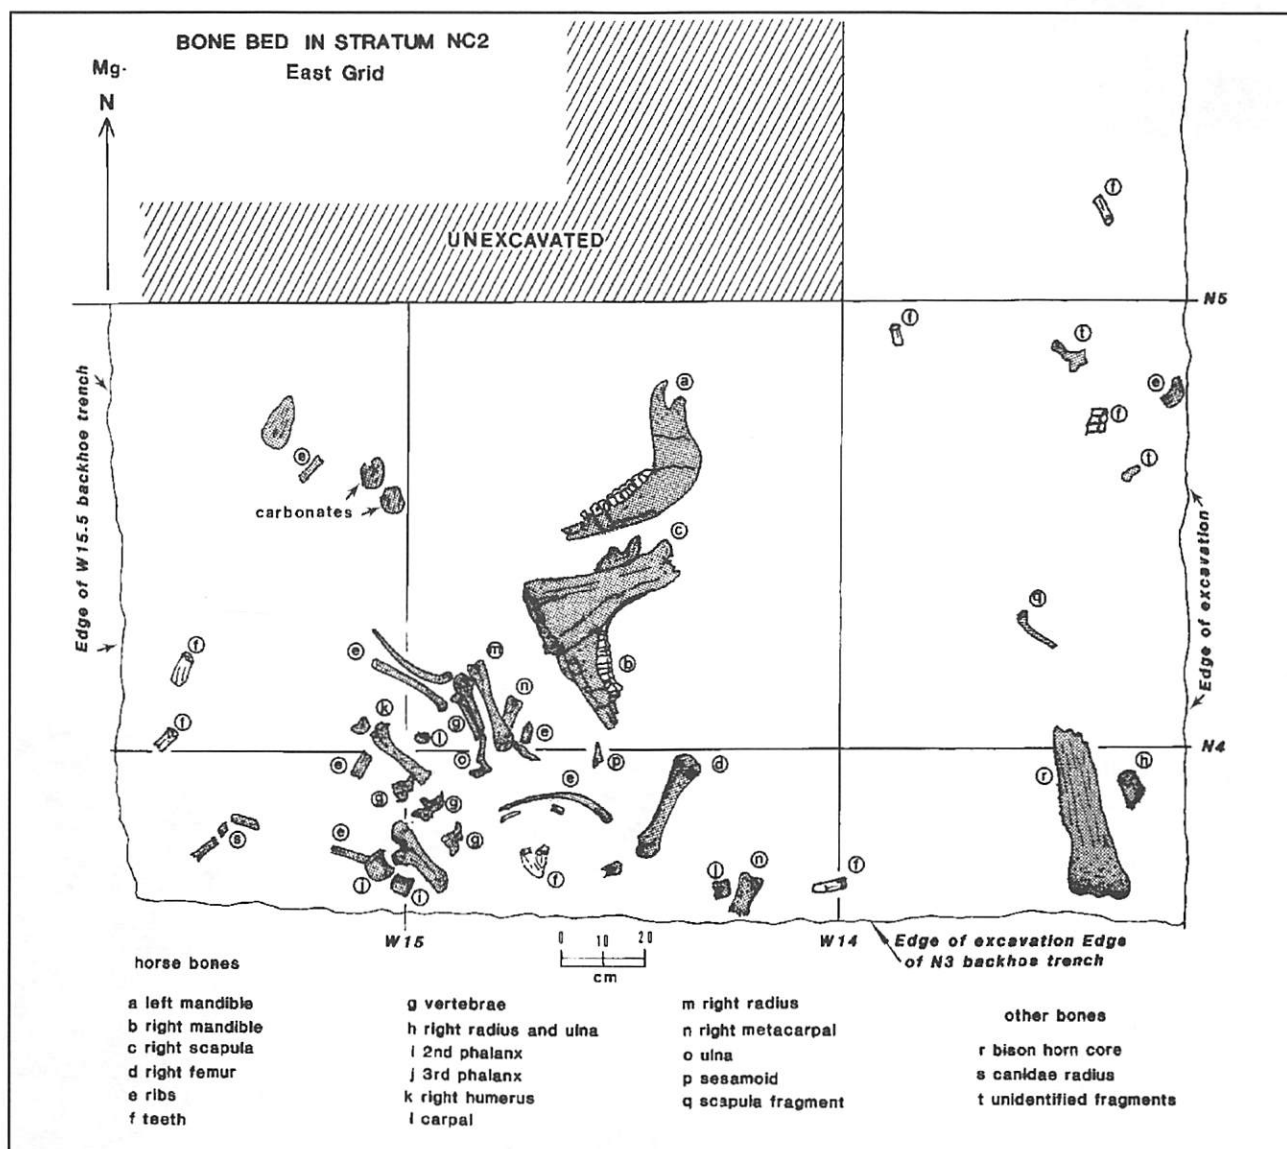 BONE BED IN STRATUM NC2
East Grid
Mg.
N
UNEXCAVATED
N5
Edge of W15.5 backhoe trench
carbonates
Edge of excavation
N4
W15
W14
0 10 20
cm
Edge of excavation Edge
of N3 backhoe trench
f
f
t
e
f
t
a
e
c
q
f
e
m
b
n
k
g
l
e
f
o
p
d
e
g
e
r
h
g
s
e
g
j
i
f
j
n
f
horse bones
a left mandible
b right mandible
c right scapula
d right femur
e ribs
f teeth
g vertebrae
h right radius and ulna
i 2nd phalanx
j 3rd phalanx
k right humerus
l carpal
m right radius
n right metacarpal
o ulna
p sesamoid
q scapula fragment
other bones
r bison horn core
s canidae radius
t unidentified fragments